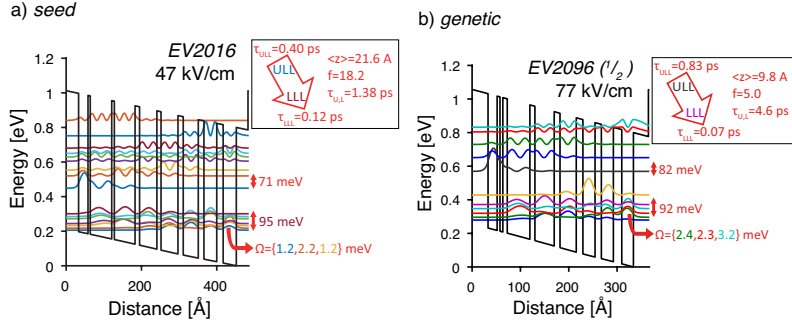 a) seed
EV2016
47 kV/cm
τULL=0.40 ps
ULL
LLL
<z>=21.6 A
f=18.2
τU,L=1.38 ps
τLLL=0.12 ps
Energy [eV]
1.2
1
0.8
0.6
0.4
0.2
0
71 meV
95 meV
Ω={1.2,2.2,1.2} meV
0
200
400
Distance [Å]
b) genetic
EV2096 (1/2)
77 kV/cm
τULL=0.83 ps
ULL
LLL
<z>=9.8 A
f=5.0
τU,L=4.6 ps
τLLL=0.07 ps
Energy [eV]
1.2
1
0.8
0.6
0.4
0.2
0
82 meV
92 meV
Ω={2.4,2.3,3.2} meV
0
100
200
300
Distance [Å]